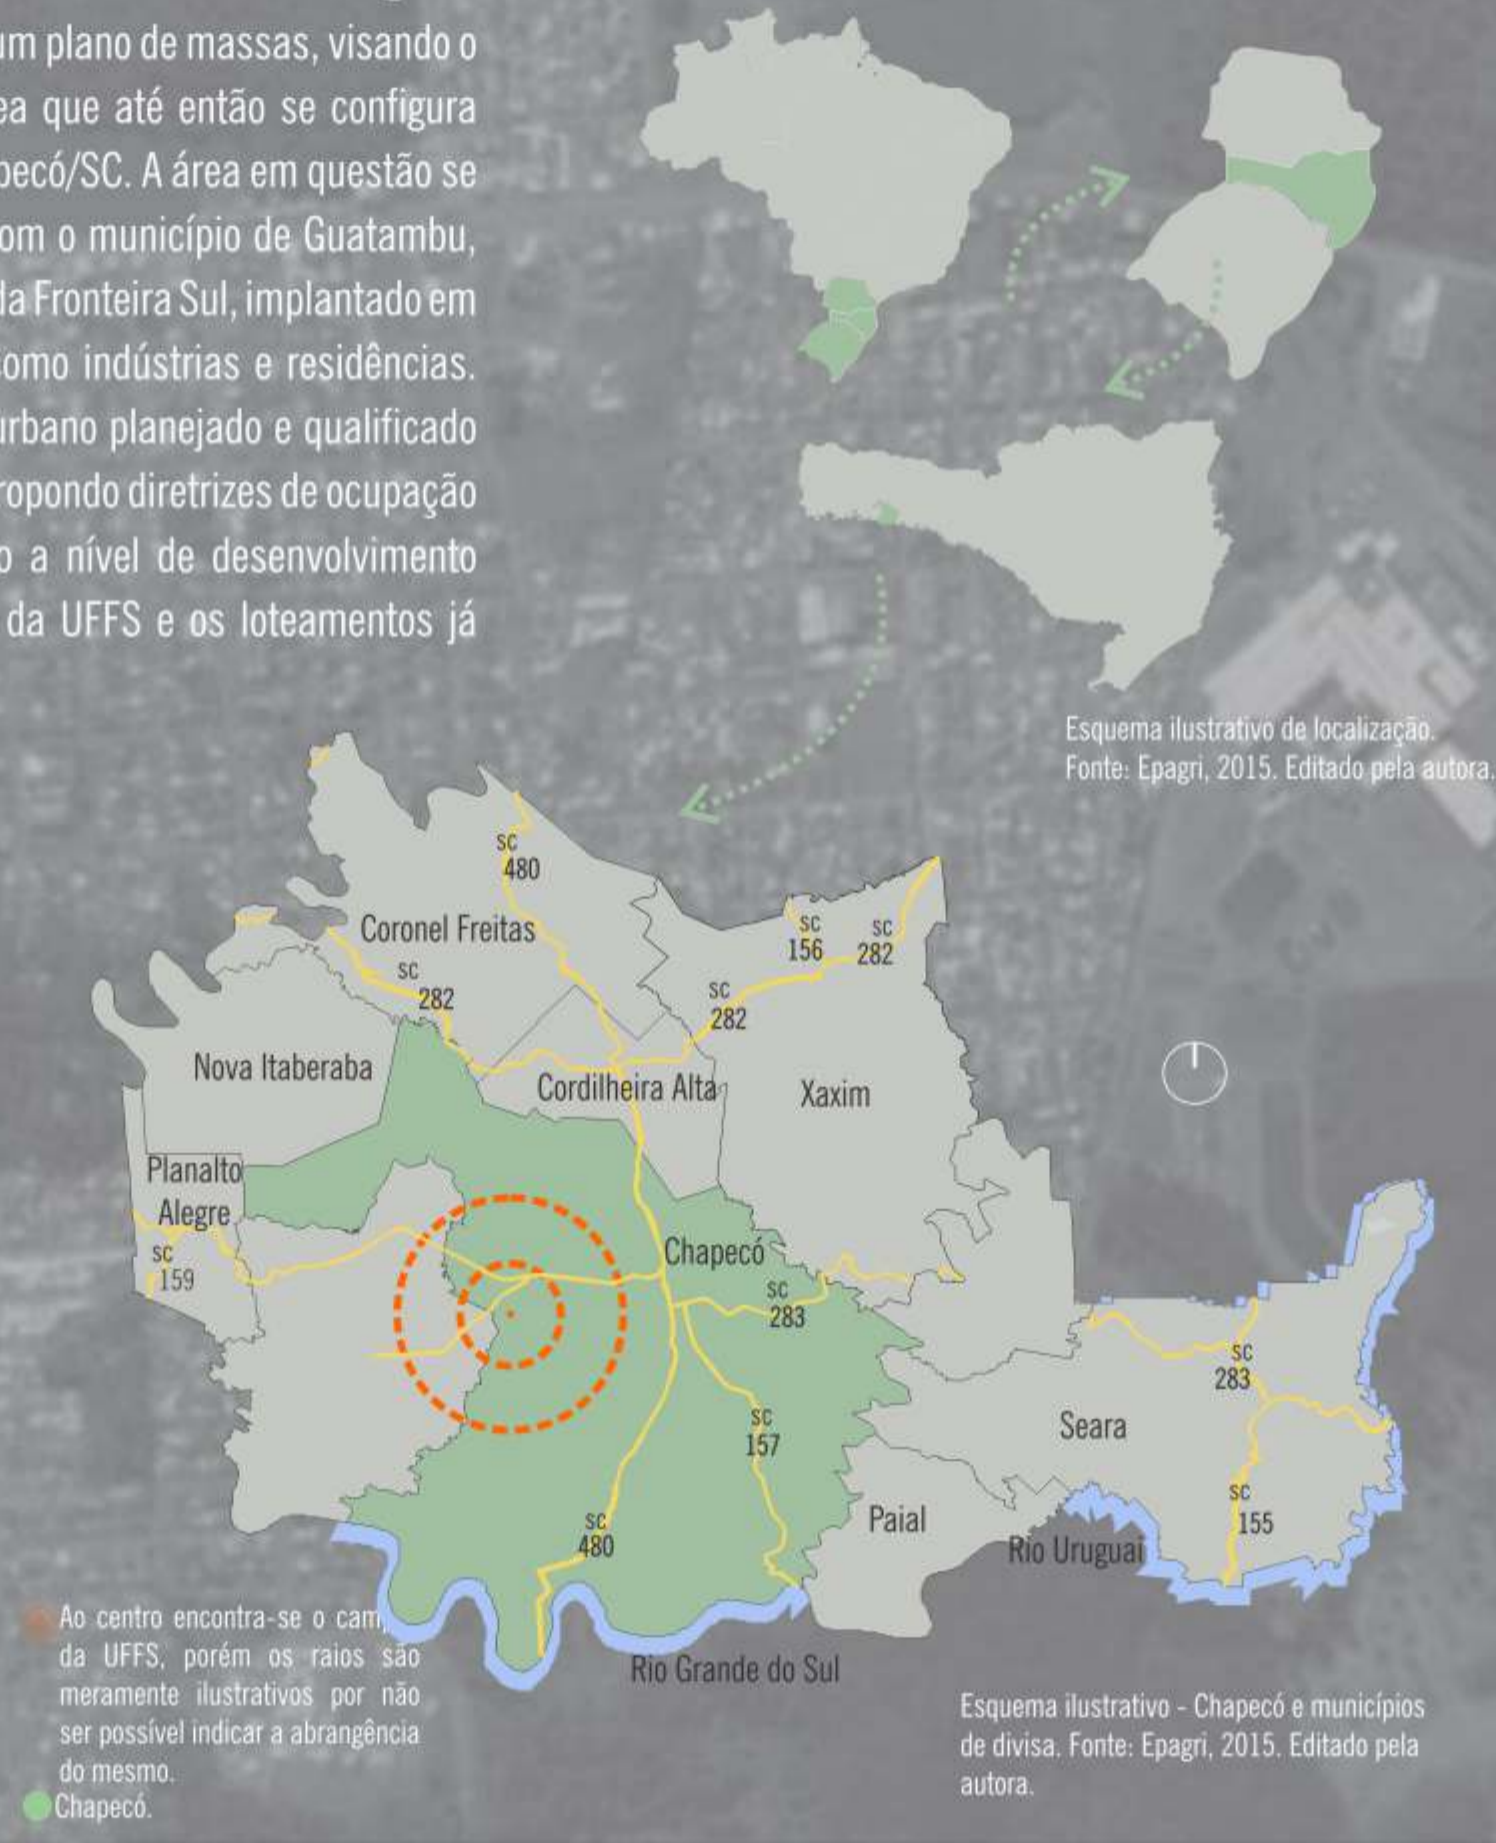 um plano de massas, visando o
que até então se configura
A área em questão se
com o município de Guatambu,
da Fronteira Sul, implantado em
como indústrias e residências.
urbano planejado e qualificado
diretrizes de ocupação
a nível de desenvolvimento
da UFFS e os loteamentos já
Esquema ilustrativo de localização.
Fonte: Epagri, 2015. Editado pela autora.
SC
480
Coronel Freitas
SC
156
SC
282
SC
282
SC
282
Nova Itaberaba
Cordilheira Alta
Xaxim
Planalto
Alegre
SC
159
Chapecó
SC
283
SC
283
SC
157
Seara
SC
155
SC
480
Paial
Rio Uruguai
Rio Grande do Sul
Ao centro encontra-se o cam
da UFFS, porém os raios são
meramente ilustrativos por não
ser possível indicar a abrangência
do mesmo.
Chapecó.
Esquema ilustrativo - Chapecó e municípios
de divisa. Fonte: Epagri, 2015. Editado pela
autora.